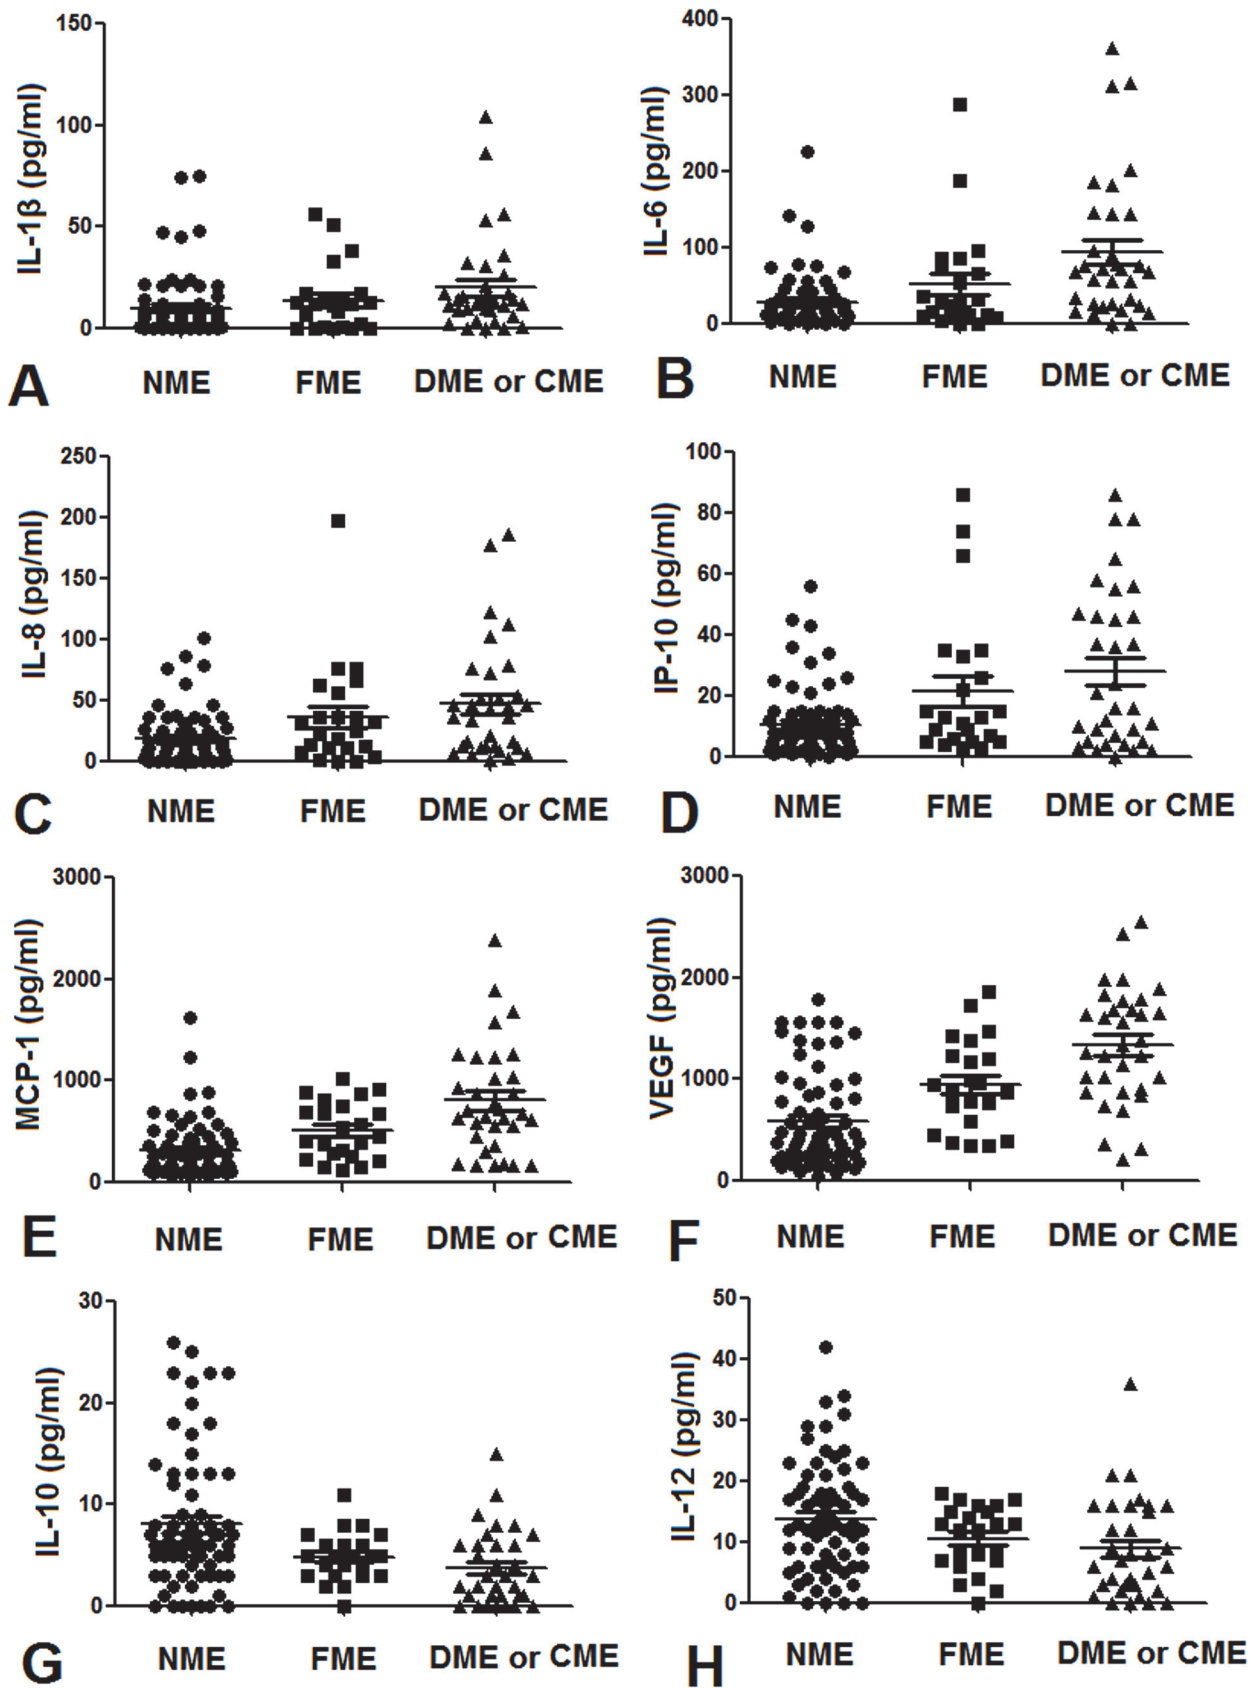 150
100
50
0
IL-1β (pg/ml)
NME FME DME or CME
A
400
300
200
100
0
IL-6 (pg/ml)
NME FME DME or CME
B
250
200
150
100
50
0
IL-8 (pg/ml)
NME FME DME or CME
C
100
80
60
40
20
0
IP-10 (pg/ml)
NME FME DME or CME
D
3000
2000
1000
0
MCP-1 (pg/ml)
NME FME DME or CME
E
3000
2000
1000
0
VEGF (pg/ml)
NME FME DME or CME
F
30
20
10
0
IL-10 (pg/ml)
NME FME DME or CME
G
50
40
30
20
10
0
IL-12 (pg/ml)
NME FME DME or CME
H